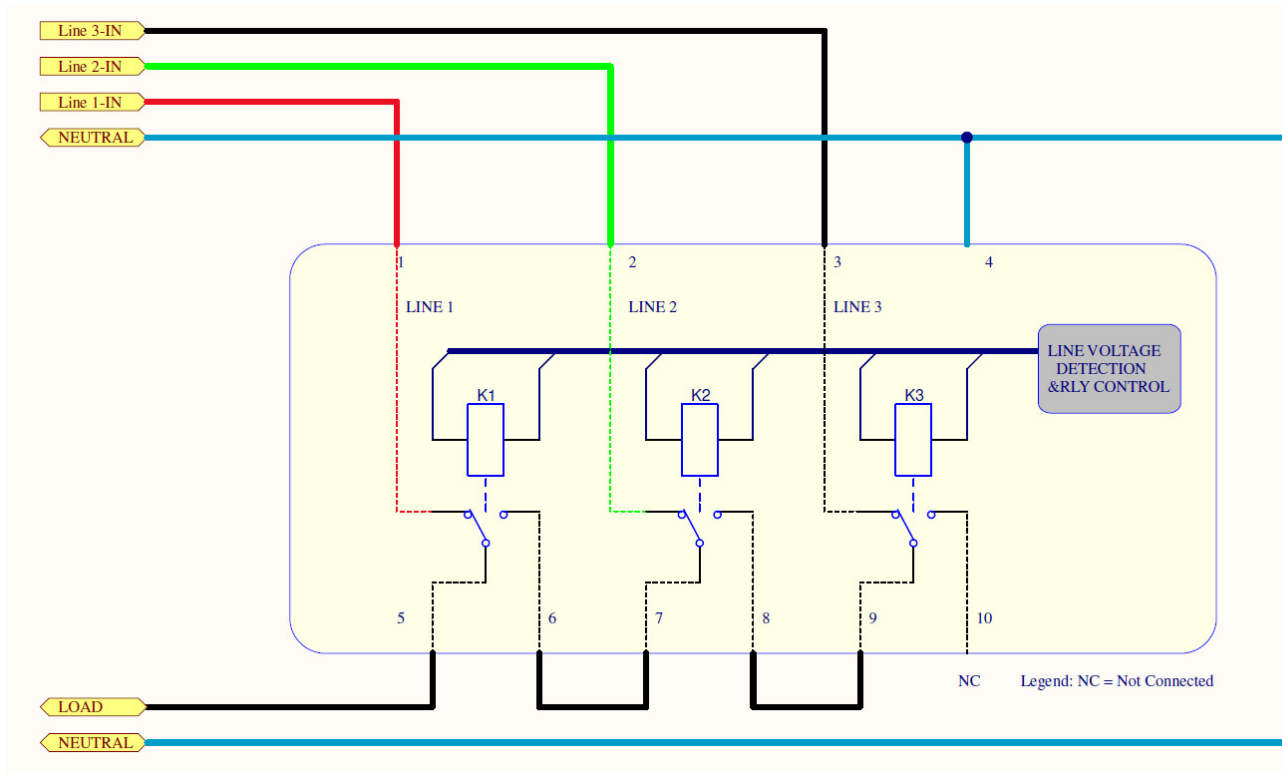 Line 3-IN
Line 2-IN
Line 1-IN
NEUTRAL
1
2
3
4
LINE 1
LINE 2
LINE 3
LINE VOLTAGE
DETECTION
&RLY CONTROL
K1
K2
K3
5
6
7
8
9
10
NC
Legend: NC = Not Connected
LOAD
NEUTRAL